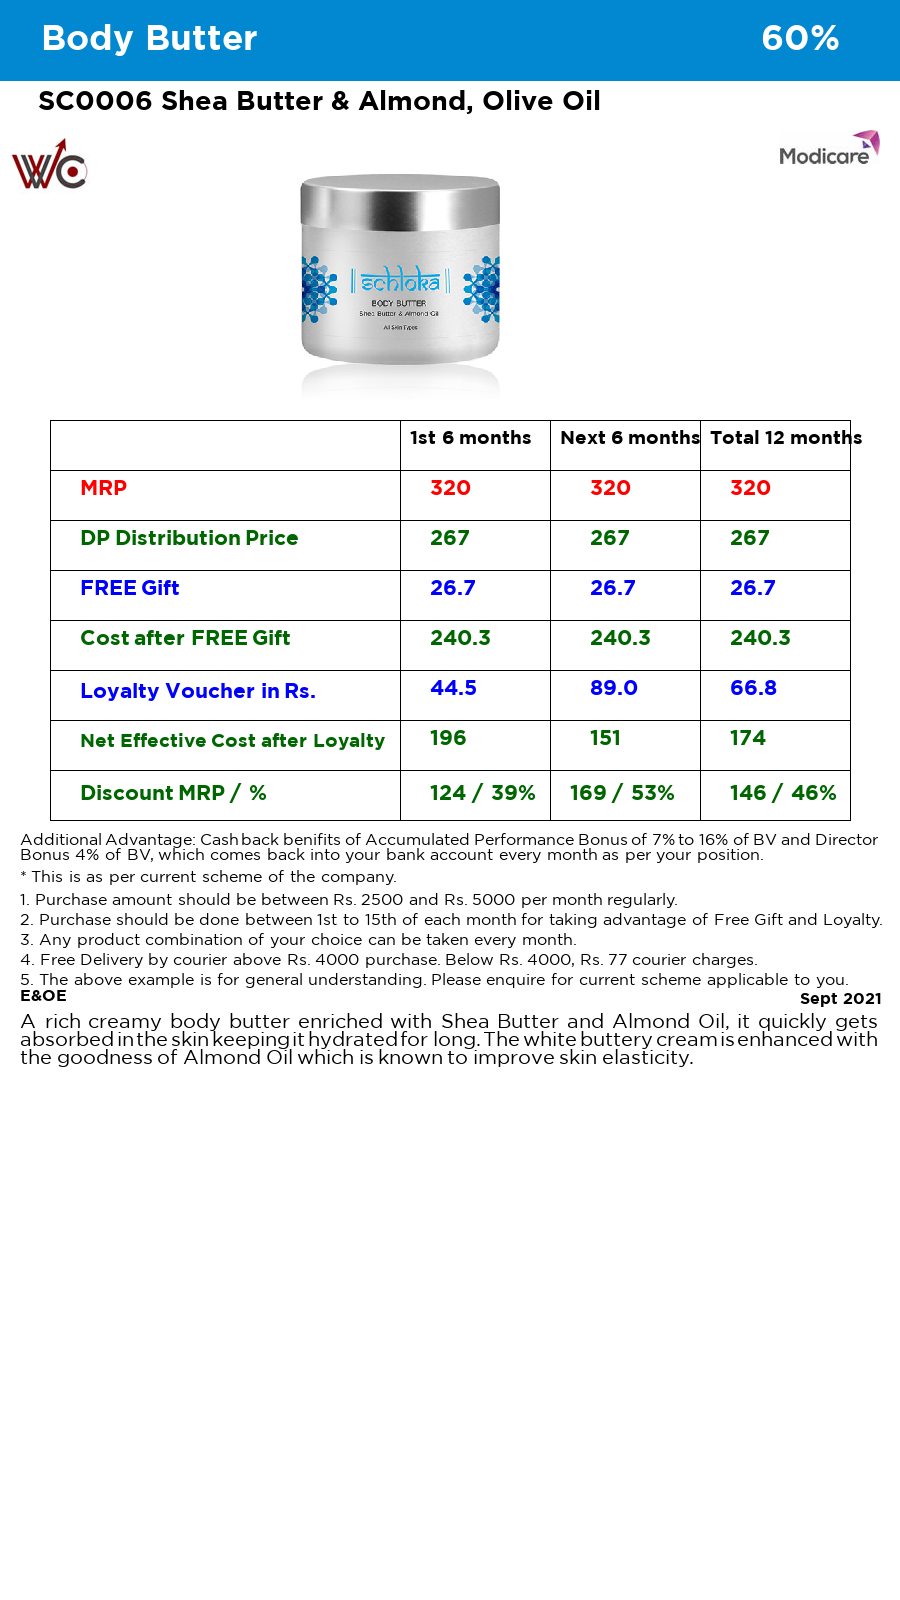 Body Butter 60%
SC0006 Shea Butter & Almond, Olive Oil
WC
Modicare
schloka
BODY BUTTER
Shea Butter & Almond Oil
All Skin Types
1st 6 months Next 6 months Total 12 months
MRP 320 320 320
DP Distribution Price 267 267 267
FREE Gift 26.7 26.7 26.7
Cost after FREE Gift 240.3 240.3 240.3
Loyalty Voucher in Rs. 44.5 89.0 66.8
Net Effective Cost after Loyalty 196 151 174
Discount MRP / % 124 / 39% 169 / 53% 146 / 46%
Additional Advantage: Cash back benifits of Accumulated Performance Bonus of 7% to 16% of BV and Director
Bonus 4% of BV, which comes back into your bank account every month as per your position.
* This is as per current scheme of the company.
1. Purchase amount should be between Rs. 2500 and Rs. 5000 per month regularly.
2. Purchase should be done between 1st to 15th of each month for taking advantage of Free Gift and Loyalty.
3. Any product combination of your choice can be taken every month.
4. Free Delivery by courier above Rs. 4000 purchase. Below Rs. 4000, Rs. 77 courier charges.
5. The above example is for general understanding. Please enquire for current scheme applicable to you.
E&OE Sept 2021
A rich creamy body butter enriched with Shea Butter and Almond Oil, it quickly gets
absorbed in the skin keeping it hydrated for long. The white buttery cream is enhanced with
the goodness of Almond Oil which is known to improve skin elasticity.